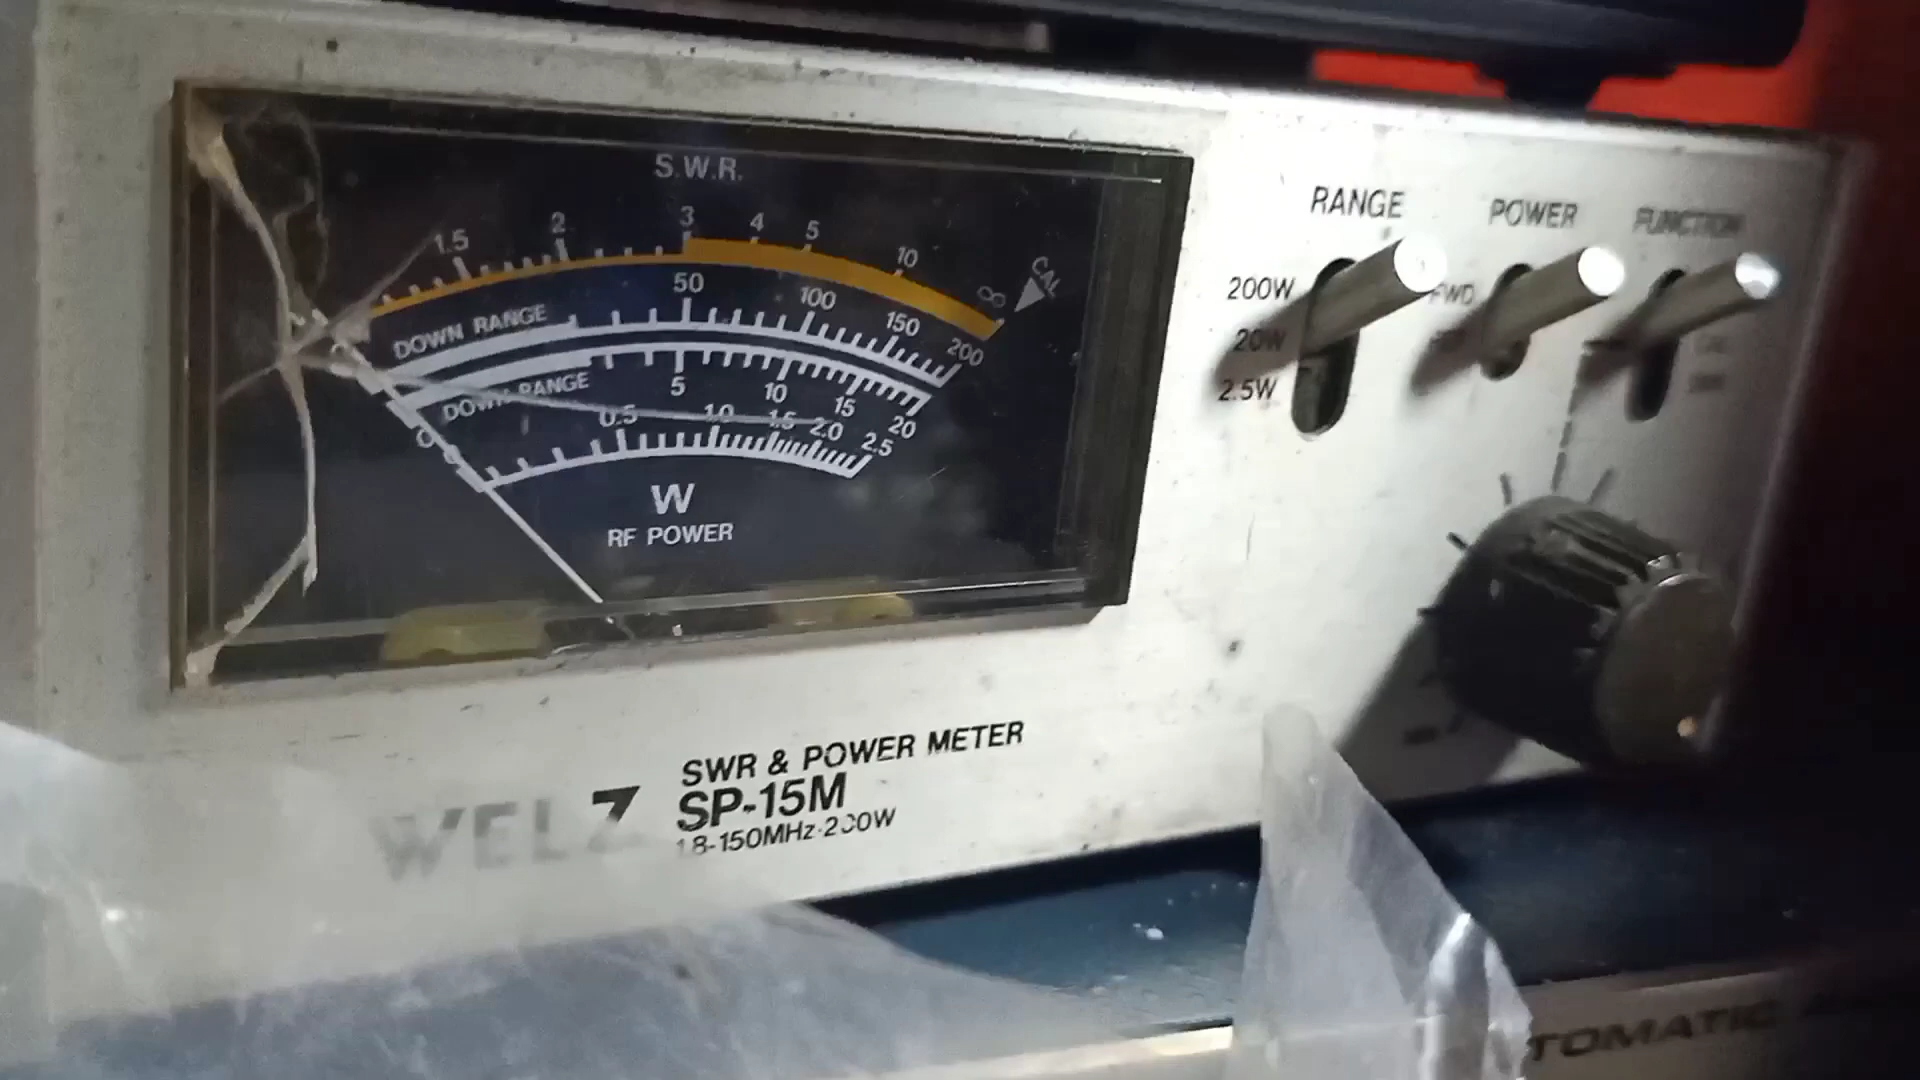 S.W.R.
1.5 2 3 4 5 10 ∞
CAL
DOWN RANGE 50 100 150 200
DOWN RANGE 5 10 15 20
0 0.5 1.0 1.5 2.0 2.5
W
RF POWER
RANGE
200W
20W
2.5W
POWER
FWD
FUNCTION
WELZ
SWR & POWER METER
SP-15M
1.8-150MHz·200W
TOMATIC